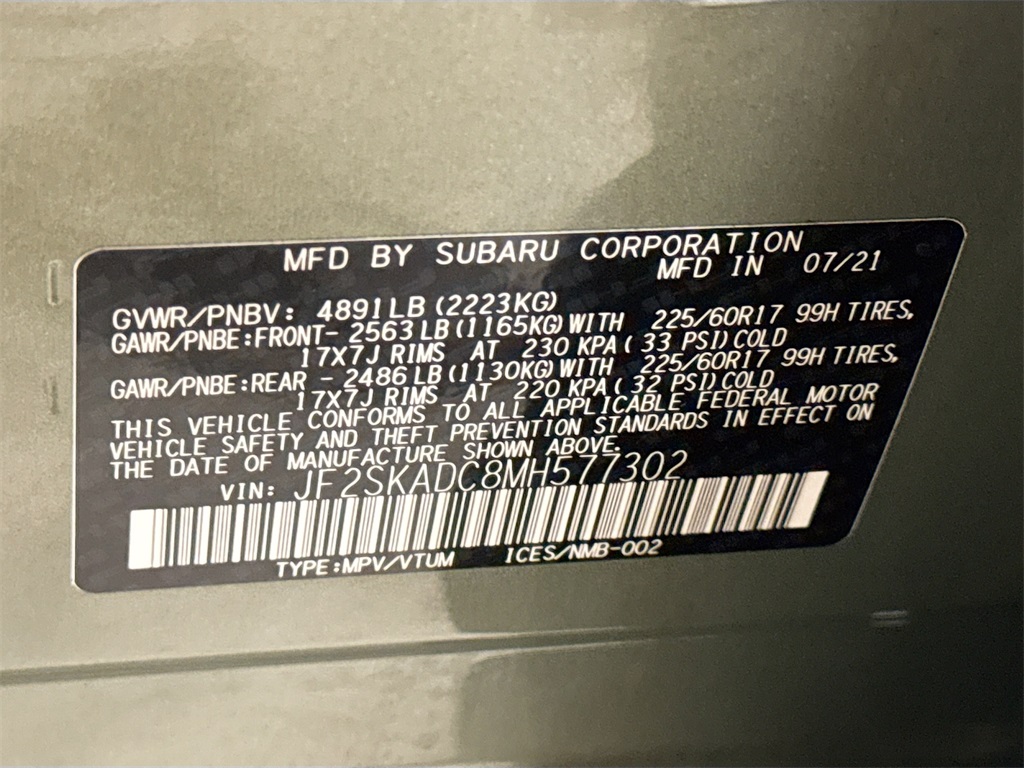 MFD BY SUBARU CORPORATION
MFD IN 07/21
GVWR/PNBV: 4891LB(2223KG)
GAWR/PNBE:FRONT- 2563LB(1165KG)WITH 225/60R17 99H TIRES,
17X7J RIMS AT 230 KPA( 33 PSI)COLD
GAWR/PNBE:REAR - 2486LB(1130KG)WITH 225/60R17 99H TIRES,
17X7J RIMS AT 220 KPA( 32 PSI)COLD
THIS VEHICLE CONFORMS TO ALL APPLICABLE FEDERAL MOTOR
VEHICLE SAFETY AND THEFT PREVENTION STANDARDS IN EFFECT ON
THE DATE OF MANUFACTURE SHOWN ABOVE.
VIN: JF2SKADC8MH577302
TYPE:MPV/VTUM ICES/NMB-002